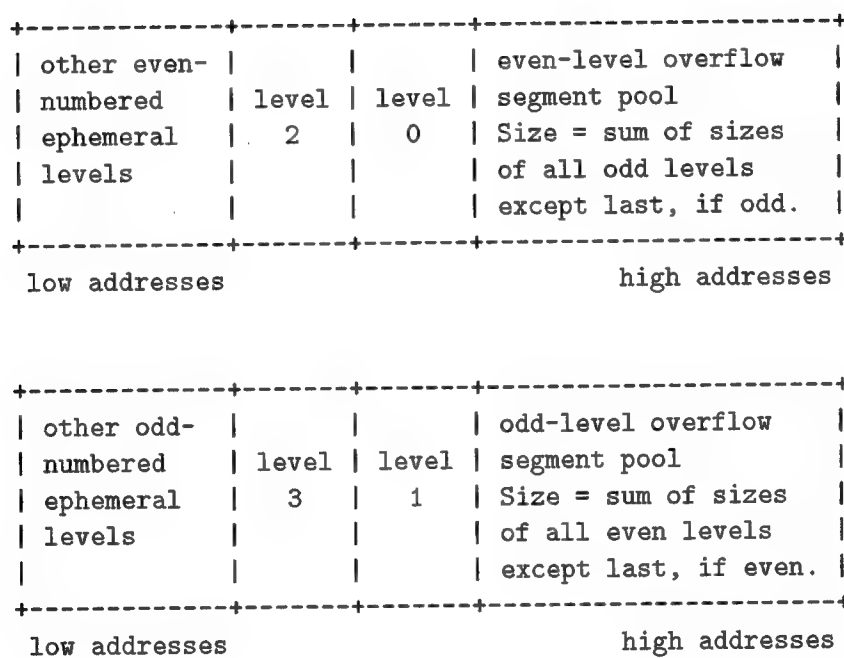 +---------------+--------+-------+------------------------+
| other even- | | | even-level overflow |
| numbered | level | level | segment pool |
| ephemeral | 2 | 0 | Size = sum of sizes |
| levels | | | of all odd levels |
| | | | except last, if odd. |
+---------------+--------+-------+------------------------+
low addresses high addresses
+---------------+--------+-------+------------------------+
| other odd- | | | odd-level overflow |
| numbered | level | level | segment pool |
| ephemeral | 3 | 1 | Size = sum of sizes |
| levels | | | of all even levels |
| | | | except last, if even. |
+---------------+--------+-------+------------------------+
low addresses high addresses